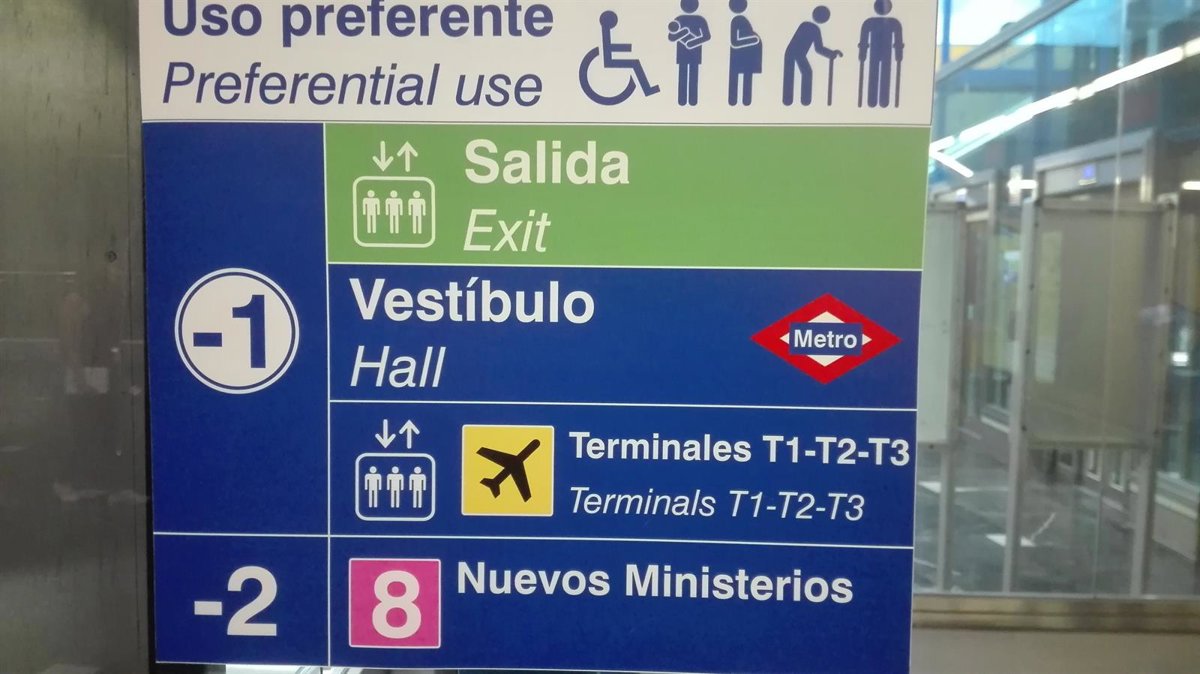 Uso preferente
Preferential use
Salida
Exit
-1
Vestíbulo
Hall
Metro
Terminales T1-T2-T3
Terminals T1-T2-T3
-2
8
Nuevos Ministerios